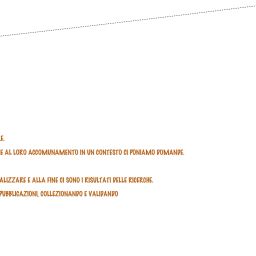 E.
E AL LORO ACCOMUNAMENTO IN UN CONTESTO CI PONIAMO DOMANDE.
ALIZZARE E ALLA FINE CI SONO I RISULTATI DELLE RICERCHE.
PUBBLICAZIONI, COLLEZIONANDO E VALIDANDO